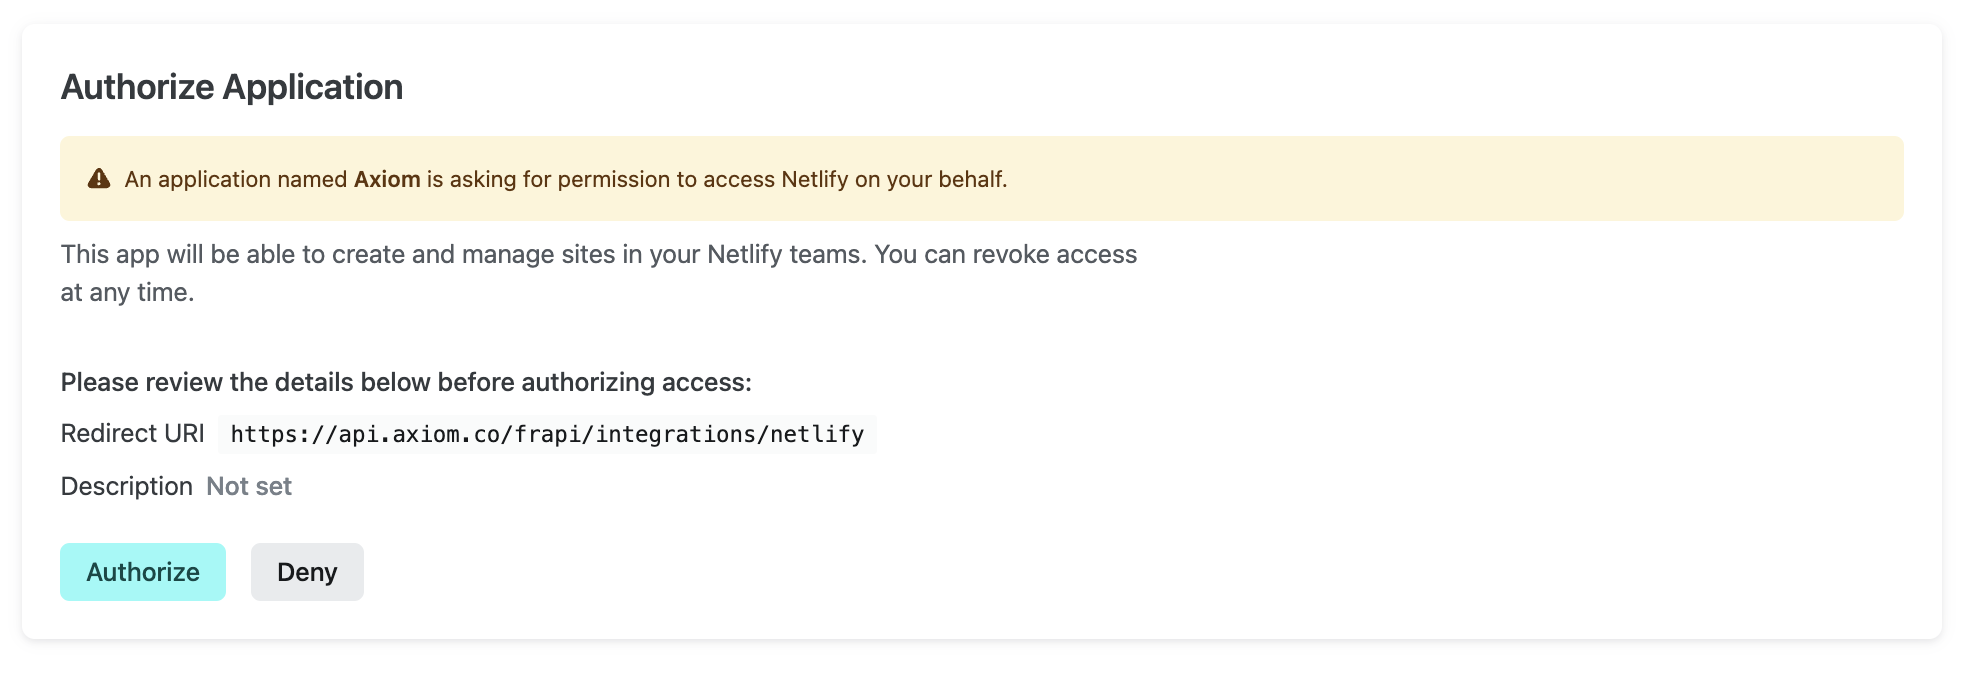 Authorize Application
An application named Axiom is asking for permission to access Netlify on your behalf.
This app will be able to create and manage sites in your Netlify teams. You can revoke access
at any time.
Please review the details below before authorizing access:
Redirect URI https://api.axiom.co/frapi/integrations/netlify
Description Not set
Authorize Deny